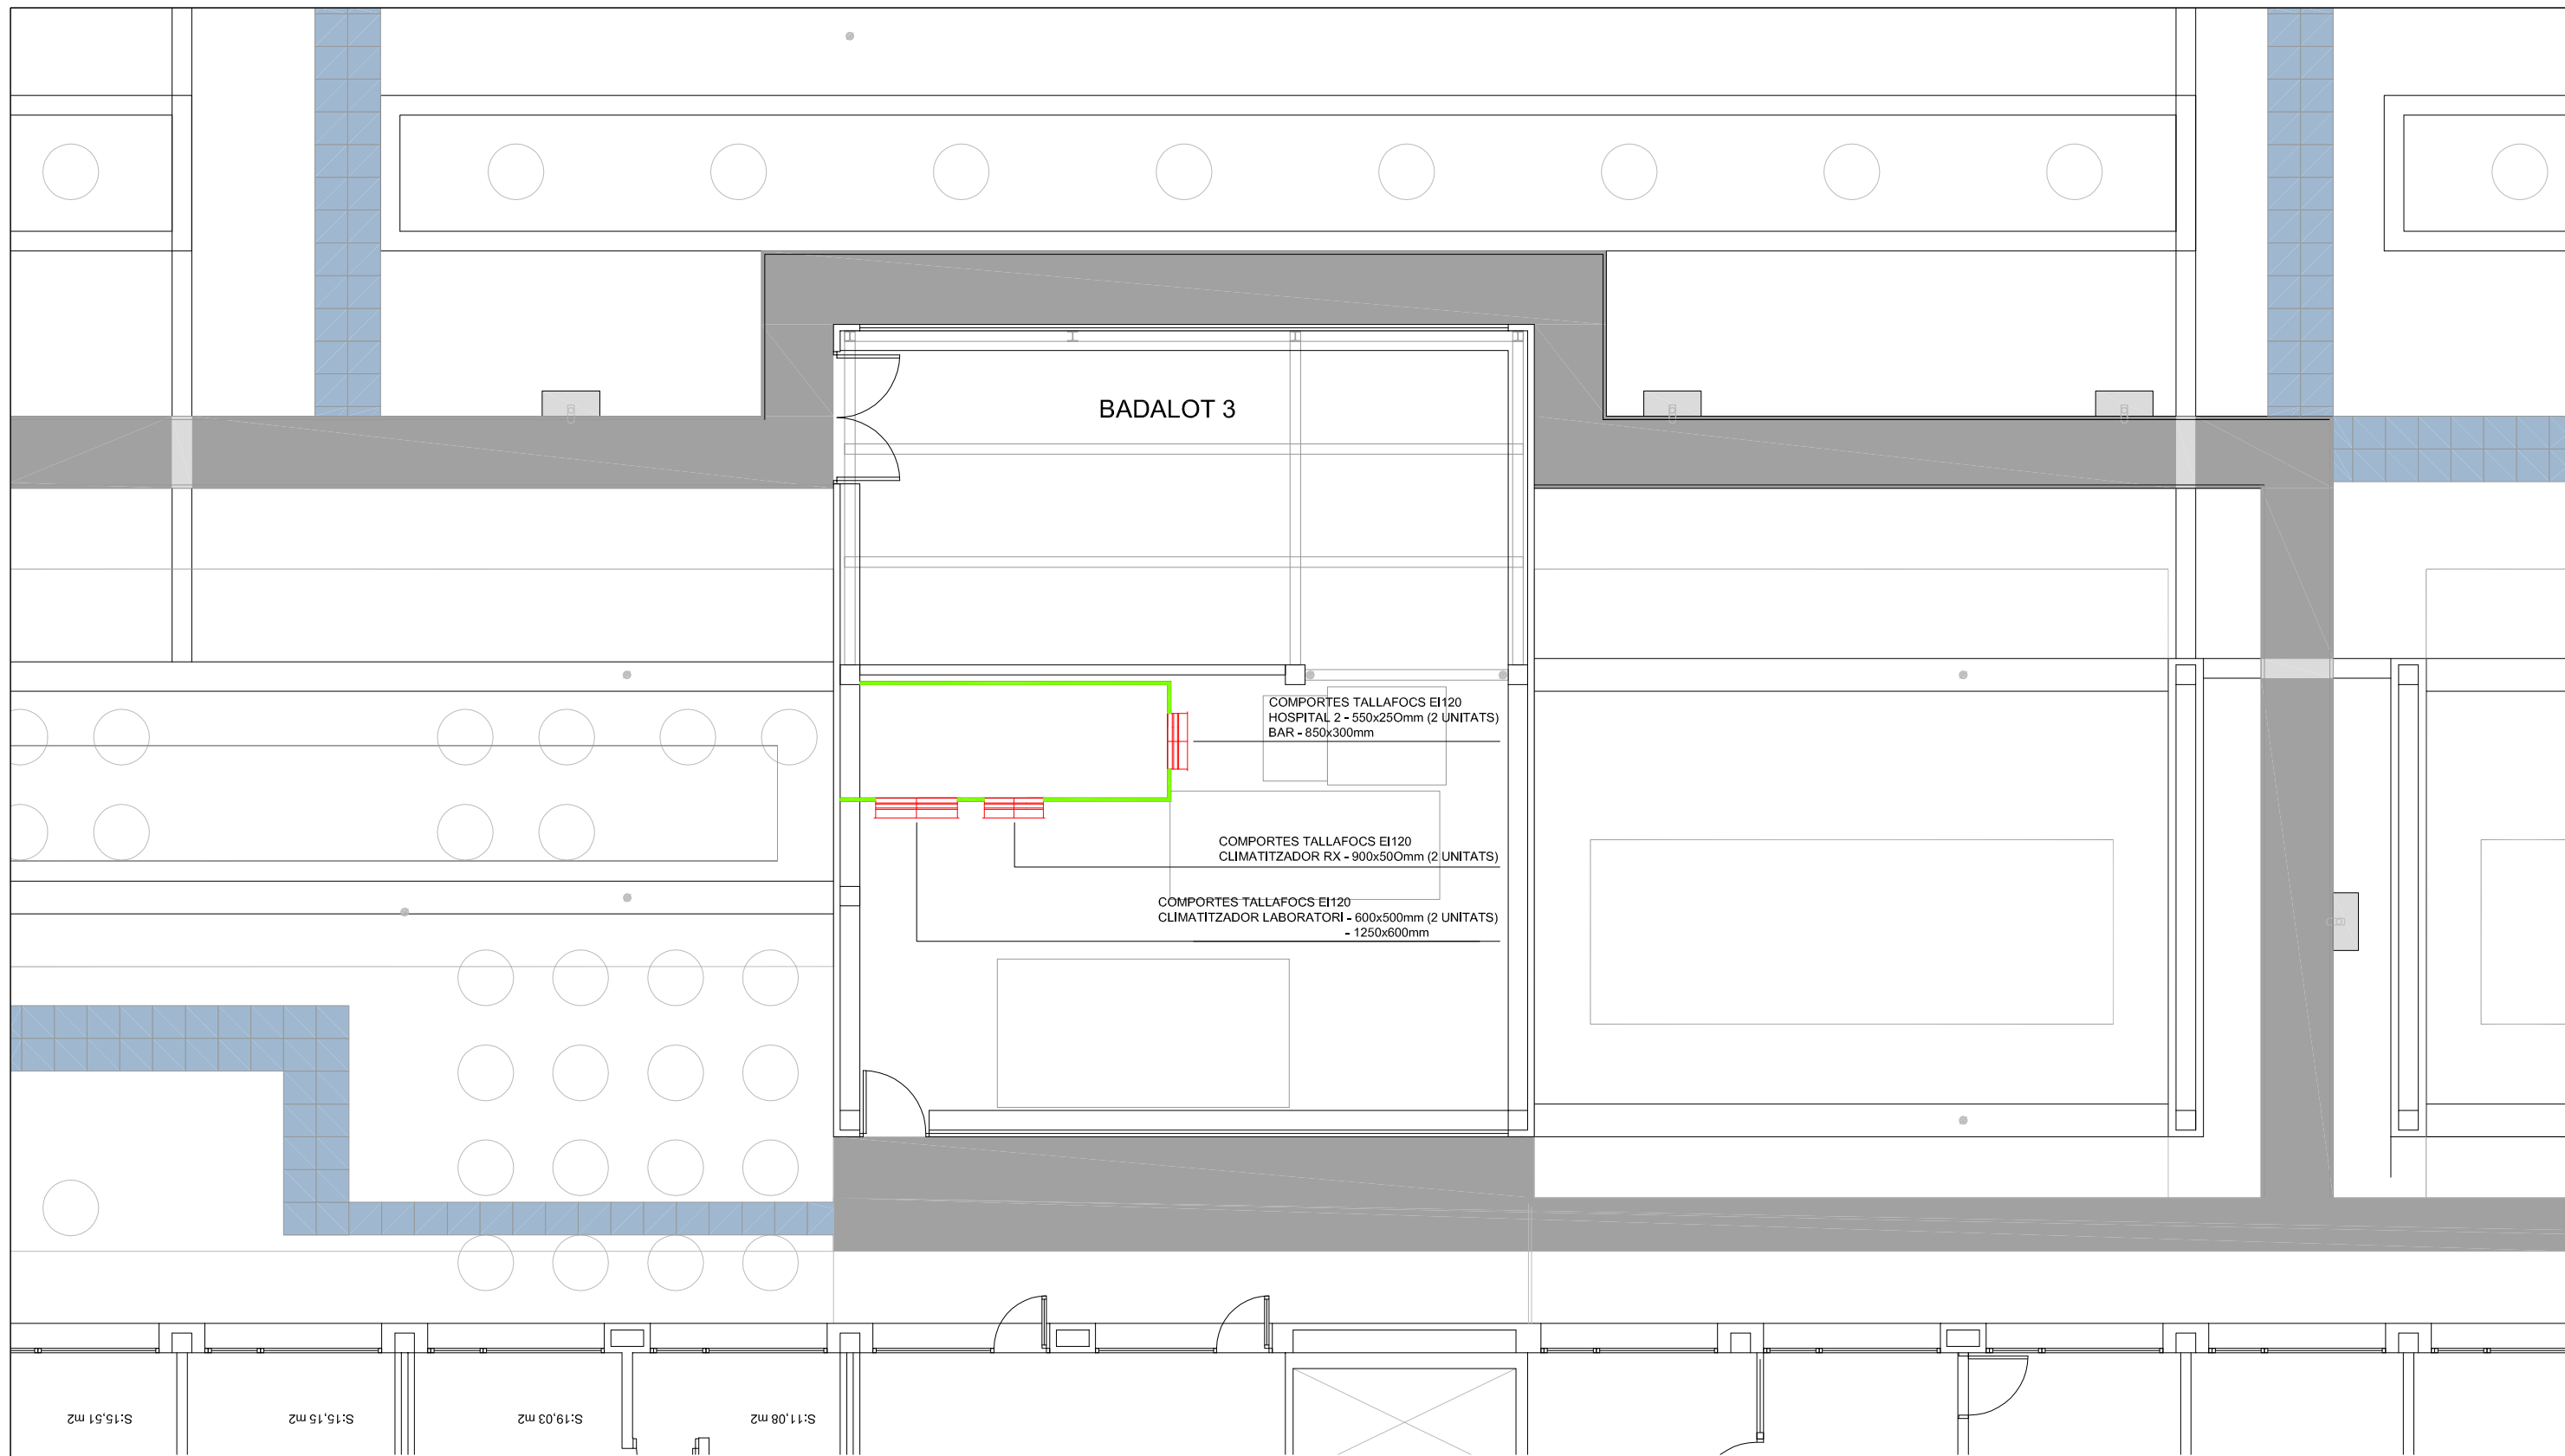 BADALOT 3
COMPORTES TALLAFOCS EI120
HOSPITAL 2 - 550x25Omm (2 UNITATS)
BAR - 850x300mm
COMPORTES TALLAFOCS EI120
CLIMATITZADOR RX - 900x50Omm (2 UNITATS)
COMPORTES TALLAFOCS EI120
CLIMATITZADOR LABORATORI - 600x500mm (2 UNITATS)
- 1250x600mm
S:15,51 m2
S:15,15 m2
S:19,03 m2
S:11,08 m2